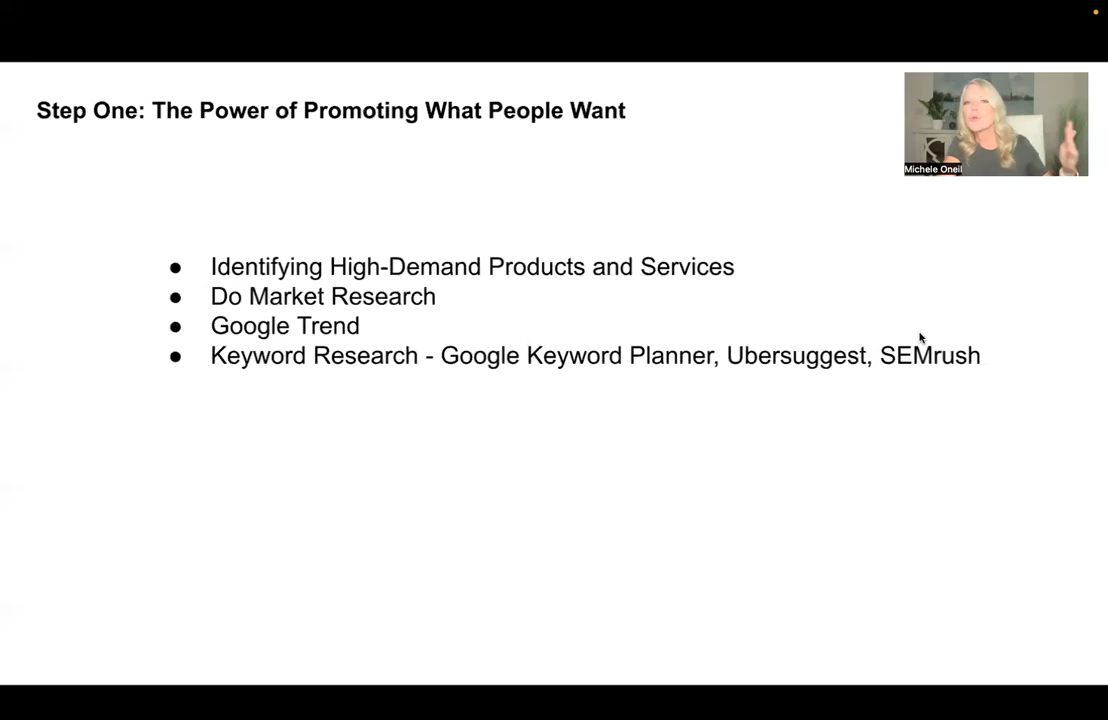 Step One: The Power of Promoting What People Want
Michele Oneil
● Identifying High-Demand Products and Services
● Do Market Research
● Google Trend
● Keyword Research - Google Keyword Planner, Ubersuggest, SEMrush